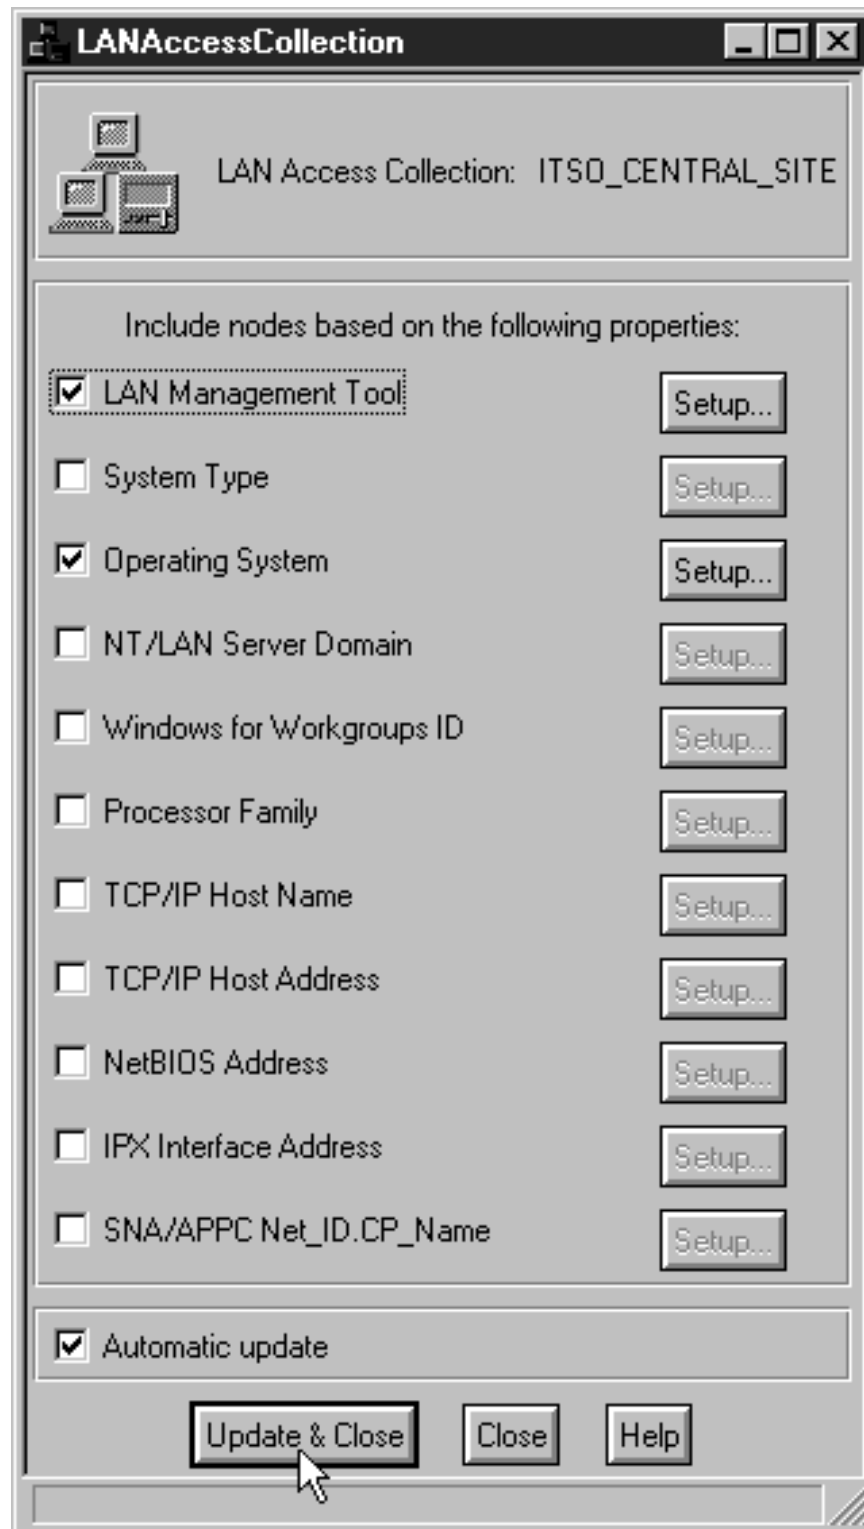 LANAccessCollection
LAN Access Collection: ITSO_CENTRAL_SITE
Include nodes based on the following properties:
LAN Management Tool Setup...
System Type Setup...
Operating System Setup...
NT/LAN Server Domain Setup...
Windows for Workgroups ID Setup...
Processor Family Setup...
TCP/IP Host Name Setup...
TCP/IP Host Address Setup...
NetBIOS Address Setup...
IPX Interface Address Setup...
SNA/APPC Net_ID.CP_Name Setup...
Automatic update
Update & Close Close Help